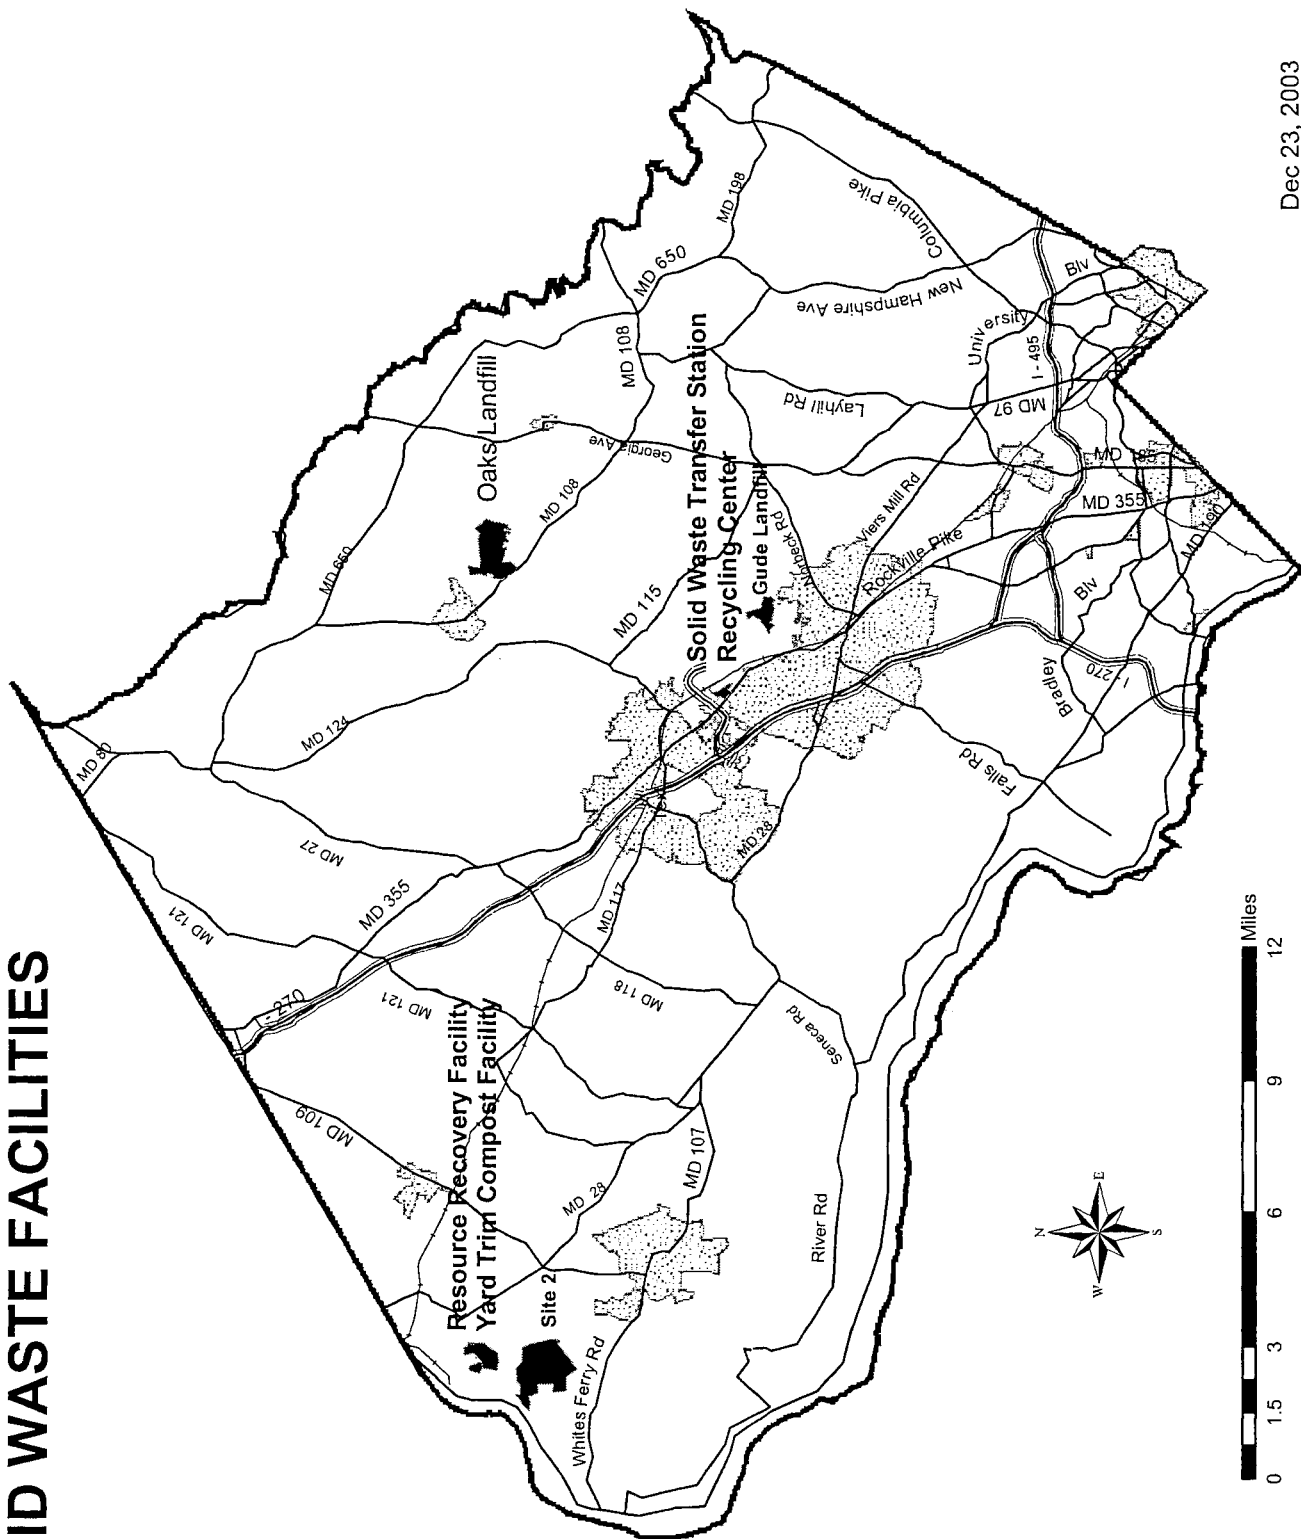 ID WASTE FACILITIES
MD 80
MD 121
MD 27
MD 124
MD 650
MD 355
- 270
MD 109
MD 121
Resource Recovery Facility
Yard Trim Compost Facility
Site 2
MD 28
MD 107
Whites Ferry Rd
MD 118
MD 117
MD 28
Seneca Rd
River Rd
MD 115
Oaks Landfill
MD 108
Georgia Ave
MD 108
MD 650
MD 198
Solid Waste Transfer Station
Recycling Center
Gude Landfill
Norbeck Rd
Layhill Rd
New Hampshire Ave
Columbia Pike
Viers Mill Rd
Rockville Pike
University
Blv
I - 495
MD 97
MD 185
MD 355
MD 190
Blv
Bradley
I - 270
Falls Rd
N
E
S
W
0
1.5
3
6
9
12
Miles
Dec 23, 2003